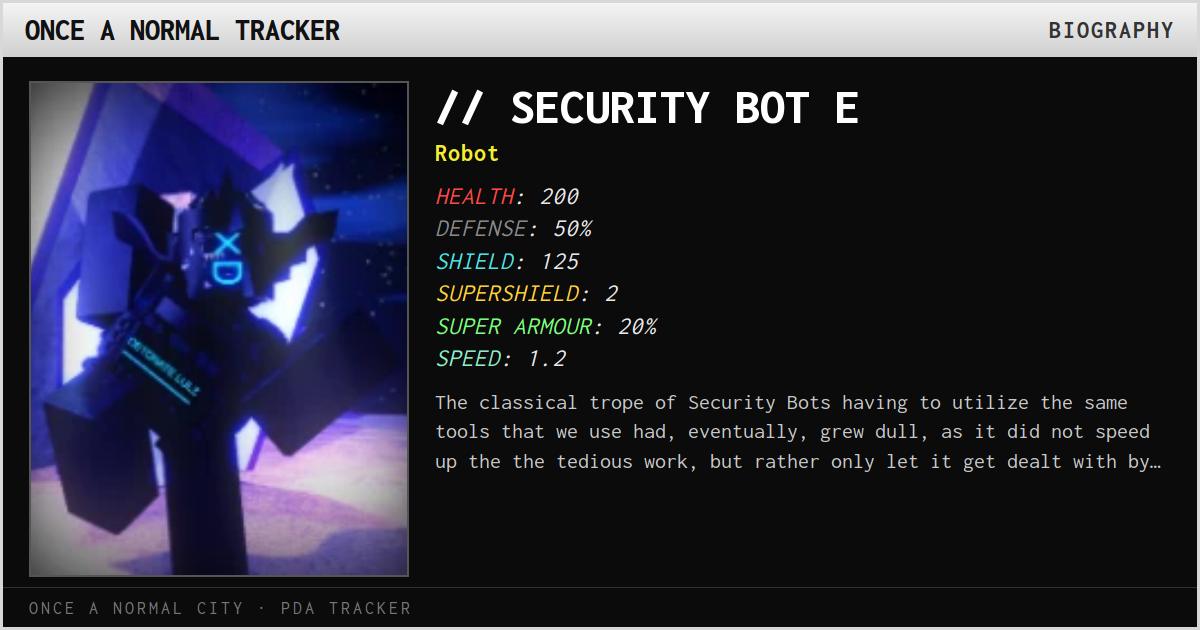 ONCE A NORMAL TRACKER
BIOGRAPHY
// SECURITY BOT E
Robot
HEALTH: 200
DEFENSE: 50%
SHIELD: 125
SUPERSHIELD: 2
SUPER ARMOUR: 20%
SPEED: 1.2
The classical trope of Security Bots having to utilize the same
tools that we use had, eventually, grew dull, as it did not speed
up the the tedious work, but rather only let it get dealt with by…
X
D
DETONATE LULZ
ONCE A NORMAL CITY · PDA TRACKER